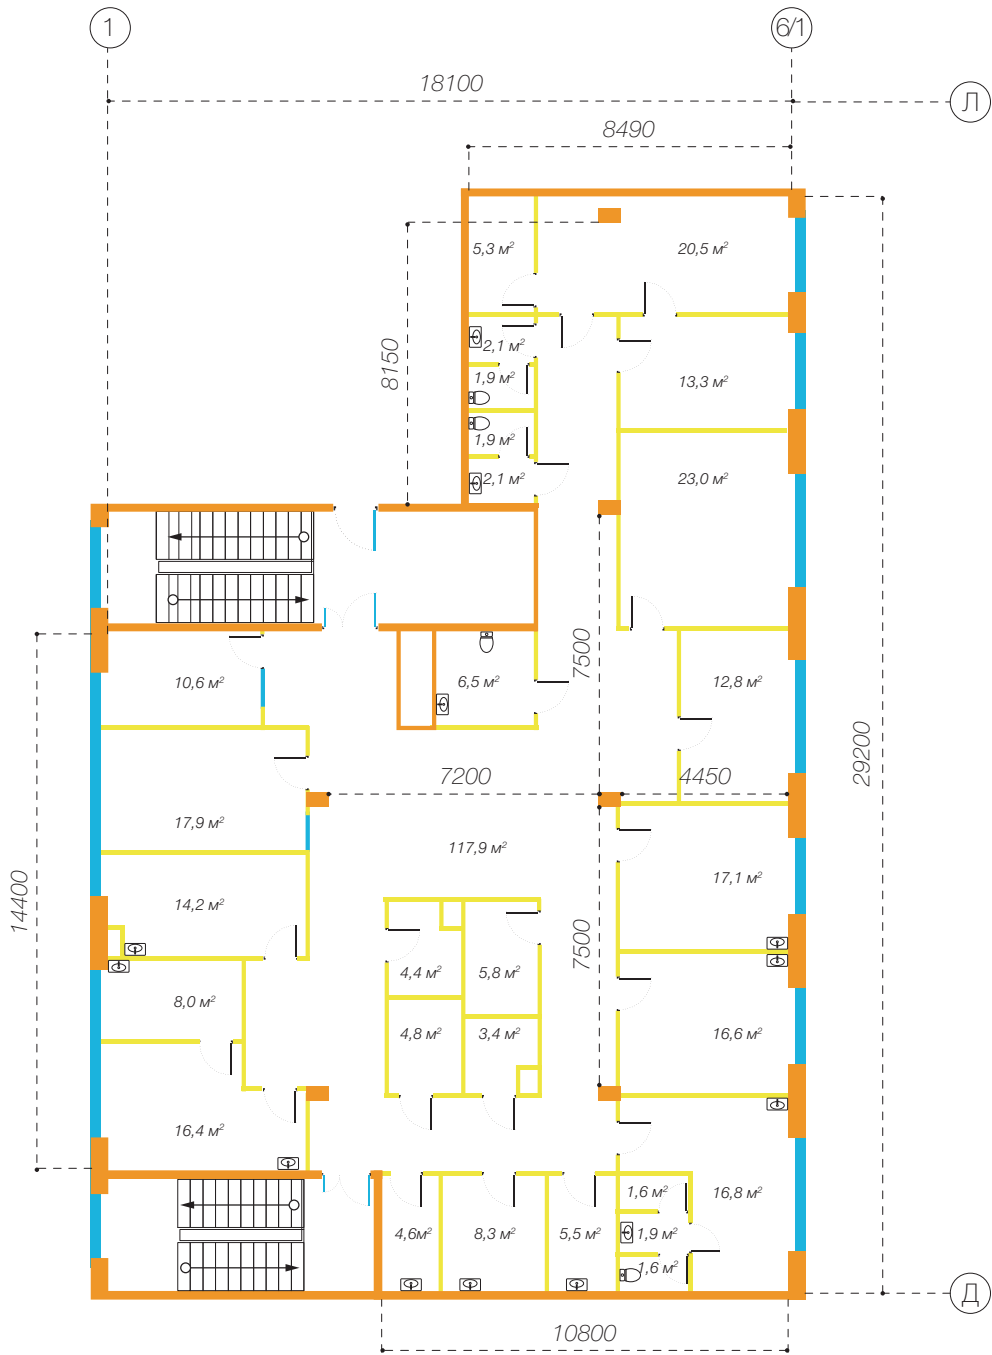 1
6/1
18100
Л
8490
5,3 м²
20,5 м²
8150
2,1 м²
1,9 м²
13,3 м²
1,9 м²
2,1 м²
23,0 м²
7500
10,6 м²
6,5 м²
12,8 м²
29200
7200
4450
17,9 м²
117,9 м²
14400
14,2 м²
17,1 м²
7500
4,4 м²
5,8 м²
8,0 м²
4,8 м²
3,4 м²
16,6 м²
16,4 м²
1,6 м²
16,8 м²
4,6м²
8,3 м²
5,5 м²
1,9 м²
1,6 м²
Д
10800